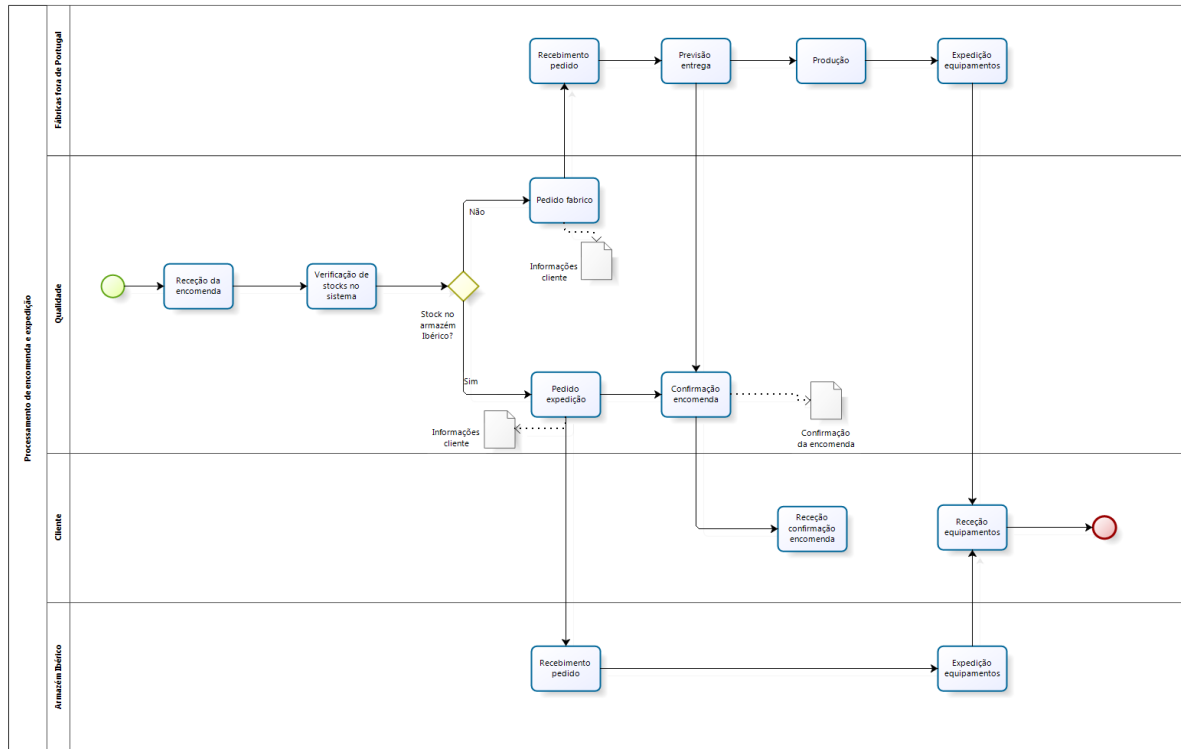 Processamento de encomenda e expedição
Fábricas fora de Portugal
Recebimento
pedido
Previsão
entrega
Produção
Expedição
equipamentos
Qualidade
Receção da
encomenda
Verificação de
stocks no
sistema
Stock no
armazém
Ibérico?
Não
Pedido fabrico
Informações
cliente
Sim
Pedido
expedição
Informações
cliente
Confirmação
encomenda
Confirmação
da encomenda
Cliente
Receção
confirmação
encomenda
Receção
equipamentos
Armazém Ibérico
Recebimento
pedido
Expedição
equipamentos